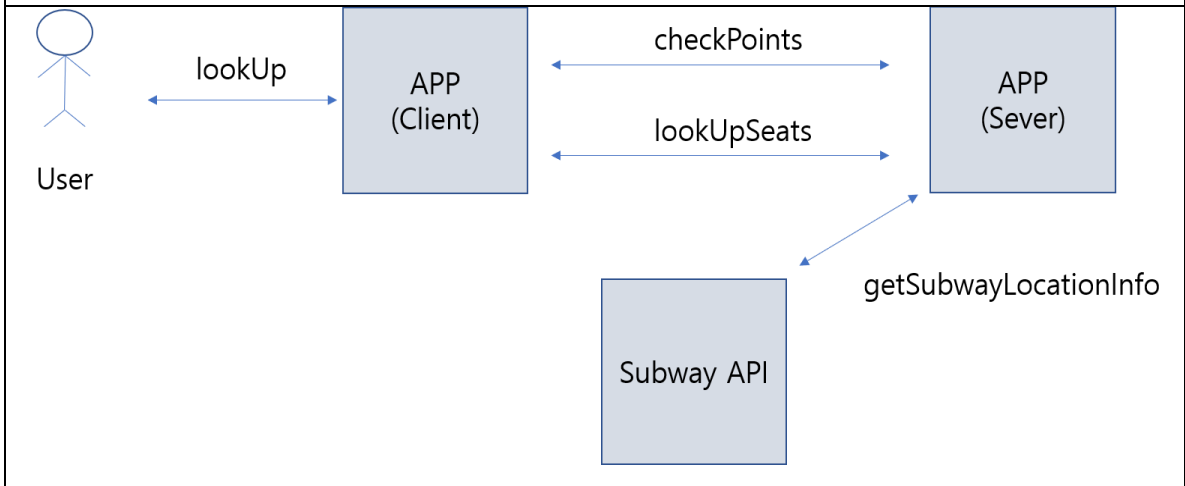 lookUp
User
APP
(Client)
checkPoints
lookUpSeats
APP
(Sever)
getSubwayLocationInfo
Subway API